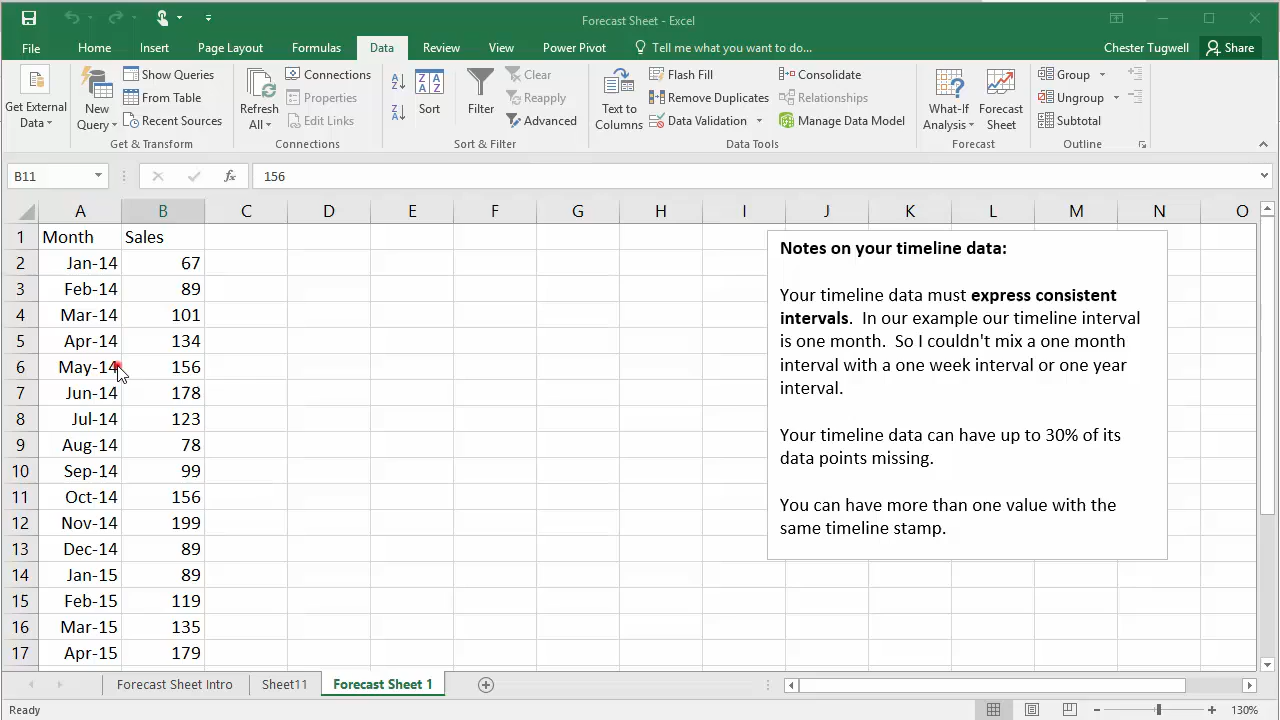 Forecast Sheet - Excel
File Home Insert Page Layout Formulas Data Review View Power Pivot Tell me what you want to do... Chester Tugwell Share
Get External Data
New Query
Show Queries
From Table
Recent Sources
Get & Transform
Refresh All
Connections
Properties
Edit Links
Connections
Sort
Filter
Clear
Reapply
Advanced
Sort & Filter
Text to Columns
Flash Fill
Remove Duplicates
Data Validation
Consolidate
Relationships
Manage Data Model
Data Tools
What-If Analysis
Forecast Sheet
Forecast
Group
Ungroup
Subtotal
Outline
B11 fx 156
A B C D E F G H I J K L M N O
1 Month Sales
2 Jan-14 67
3 Feb-14 89
4 Mar-14 101
5 Apr-14 134
6 May-14 156
7 Jun-14 178
8 Jul-14 123
9 Aug-14 78
10 Sep-14 99
11 Oct-14 156
12 Nov-14 199
13 Dec-14 89
14 Jan-15 89
15 Feb-15 119
16 Mar-15 135
17 Apr-15 179
Notes on your timeline data:
Your timeline data must express consistent
intervals. In our example our timeline interval
is one month. So I couldn't mix a one month
interval with a one week interval or one year
interval.
Your timeline data can have up to 30% of its
data points missing.
You can have more than one value with the
same timeline stamp.
Forecast Sheet Intro Sheet11 Forecast Sheet 1
Ready 130%